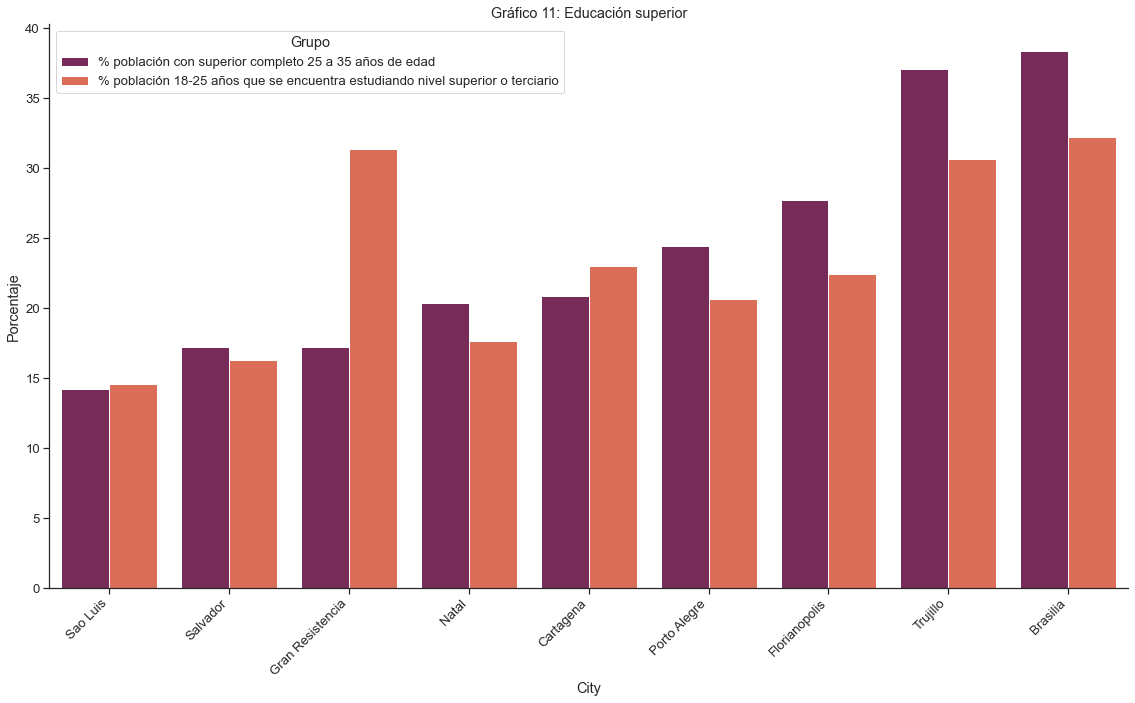 Gráfico 11: Educación superior
Grupo
% población con superior completo 25 a 35 años de edad
% población 18-25 años que se encuentra estudiando nivel superior o terciario
Porcentaje
40
35
30
25
20
15
10
5
0
Sao Luis
Salvador
Gran Resistencia
Natal
Cartagena
Porto Alegre
Florianopolis
Trujillo
Brasilia
City